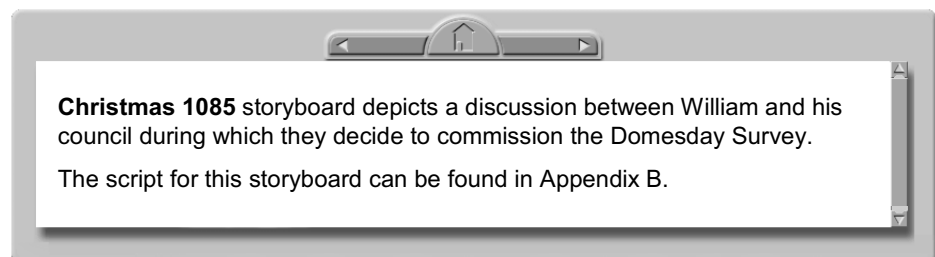 Christmas 1085 storyboard depicts a discussion between William and his
council during which they decide to commission the Domesday Survey.
The script for this storyboard can be found in Appendix B.